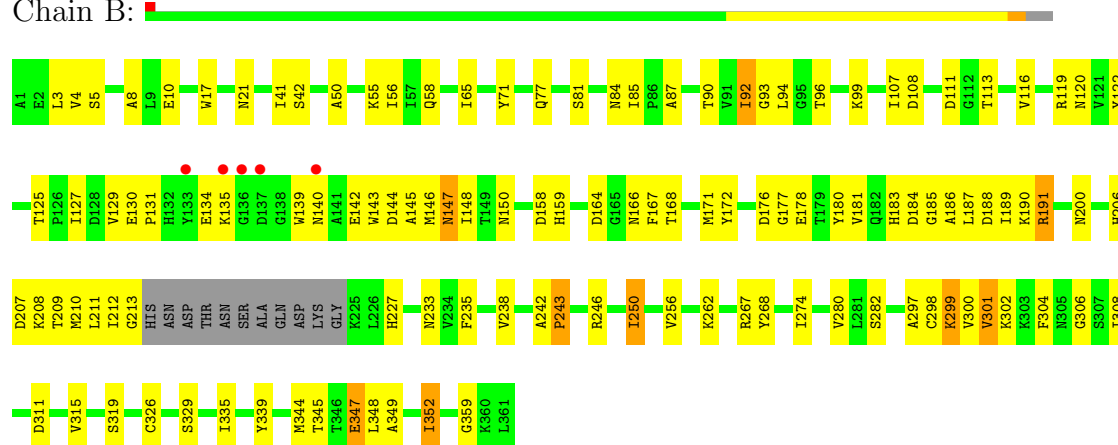 Chain B:
A1 E2 L3 V4 S5 A8 L9 E10 W17 N21 I41 S42 A50 K55 I56 I57 Q58 I65 Y71 Q77 S81 N84 I85 P86 A87 T90 V91 I92 G93 L94 G95 T96 K99 I107 D108 D111 G112 T113 V116 R119 N120 V121
T125 P126 I127 D128 V129 E130 P131 H132 Y133 E134 K135 G136 D137 G138 W139 N140 A141 E142 W143 D144 A145 M146 N147 I148 T149 N150 D158 H159 D164 G165 N166 F167 T168 M171 Y172 D176 G177 E178 T179 Y180 V181 Q182 H183 D184 G185 A186 L187 D188 I189 K190 R191 N200
D207 K208 T209 M210 L211 I212 G213 HIS ASN ASP THR ASN SER ALA GLN ASP LYS GLY K225 L226 H227 N233 V234 F235 V238 A242 P243 R246 I250 V256 K262 R267 Y268 I274 V280 L281 S282 A297 C298 K299 V300 V301 K302 K303 F304 N305 G306 S307
D311 V315 S319 C326 S329 I335 Y339 M344 T345 T346 E347 L348 A349 I352 G359 K360 L361